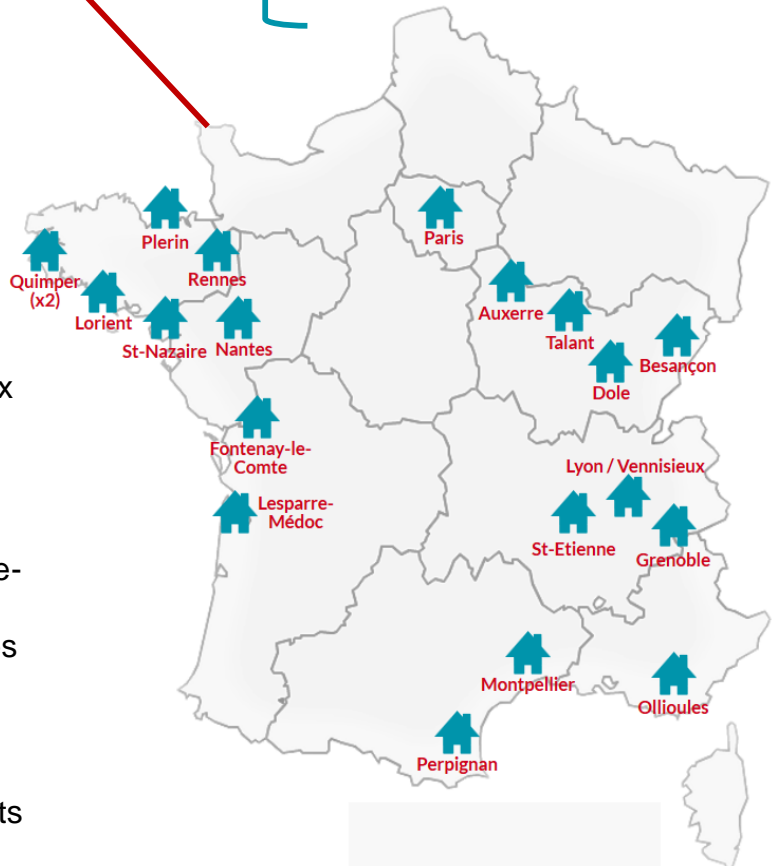 Plerin
Paris
Quimper
(x2)
Rennes
Lorient
St-Nazaire
Nantes
Auxerre
Talant
Besançon
Dole
x
Fontenay-le-
Comte
Lyon / Vennisieux
Lesparre-
Médoc
St-Etienne
Grenoble
e-
s
Montpellier
Ollioules
Perpignan
ts